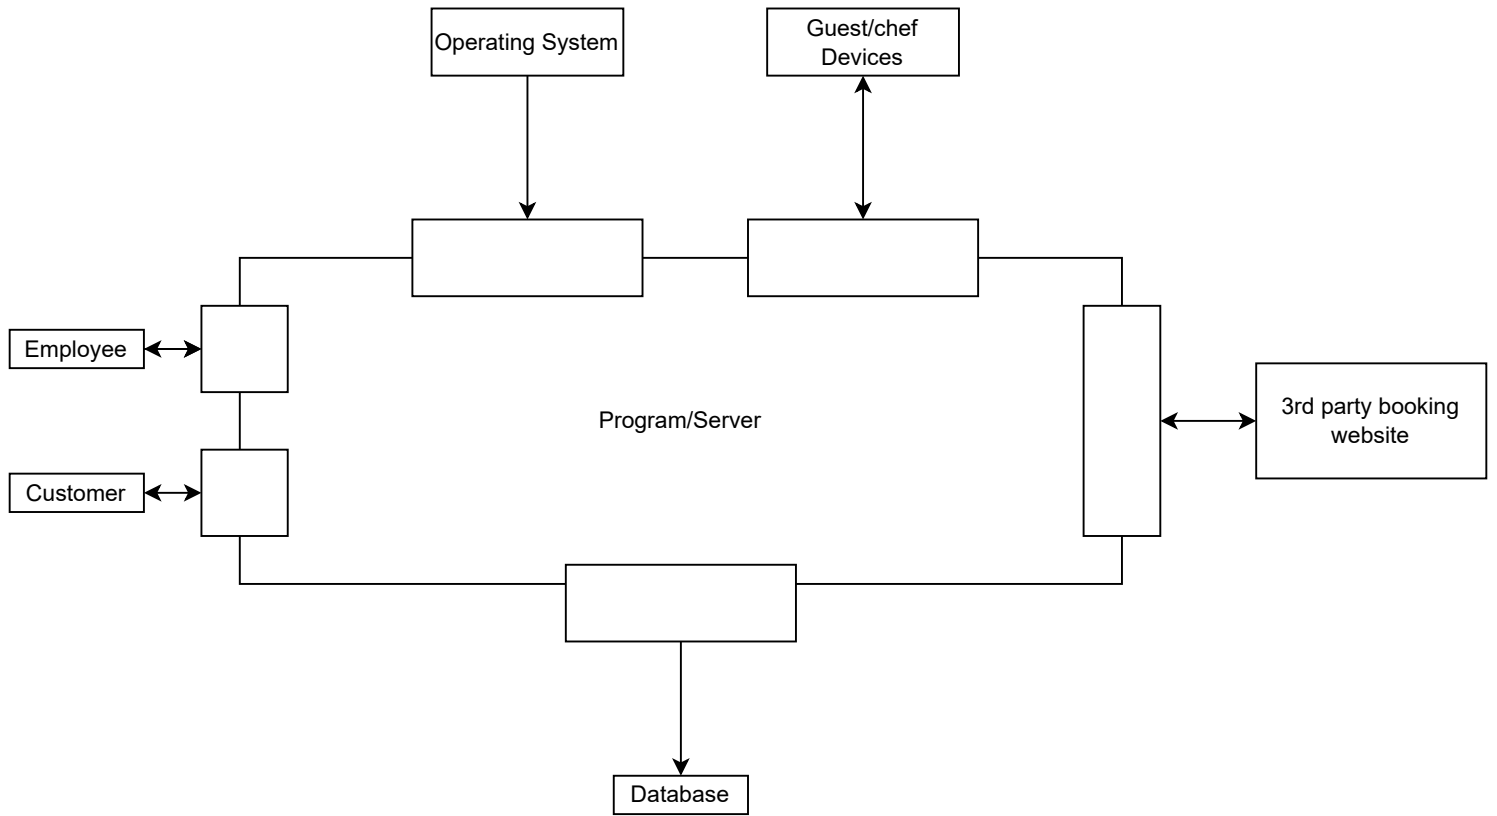 Operating System
Guest/chef
Devices
Employee
Program/Server
3rd party booking
website
Customer
Database